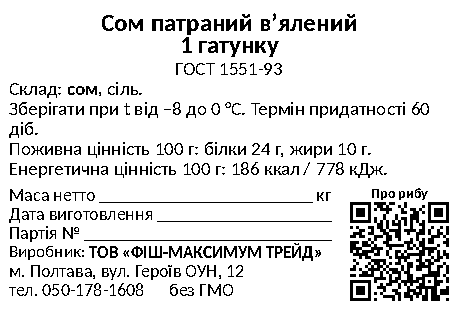 Сом патраний в’ялений
1 гатунку
ГОСТ 1551-93
Склад: сом, сіль.
Зберігати при t від –8 до 0 °С. Термін придатності 60
діб.
Поживна цінність 100 г: білки 24 г, жири 10 г.
Енергетична цінність 100 г: 186 ккал / 778 кДж.
Маса нетто ________________________ кг
Про рибу
Дата виготовлення ___________________
Партія № ___________________________
Виробник: ТОВ «ФІШ-МАКСИМУМ ТРЕЙД»
м. Полтава, вул. Героїв ОУН, 12
тел. 050-178-1608 без ГМО